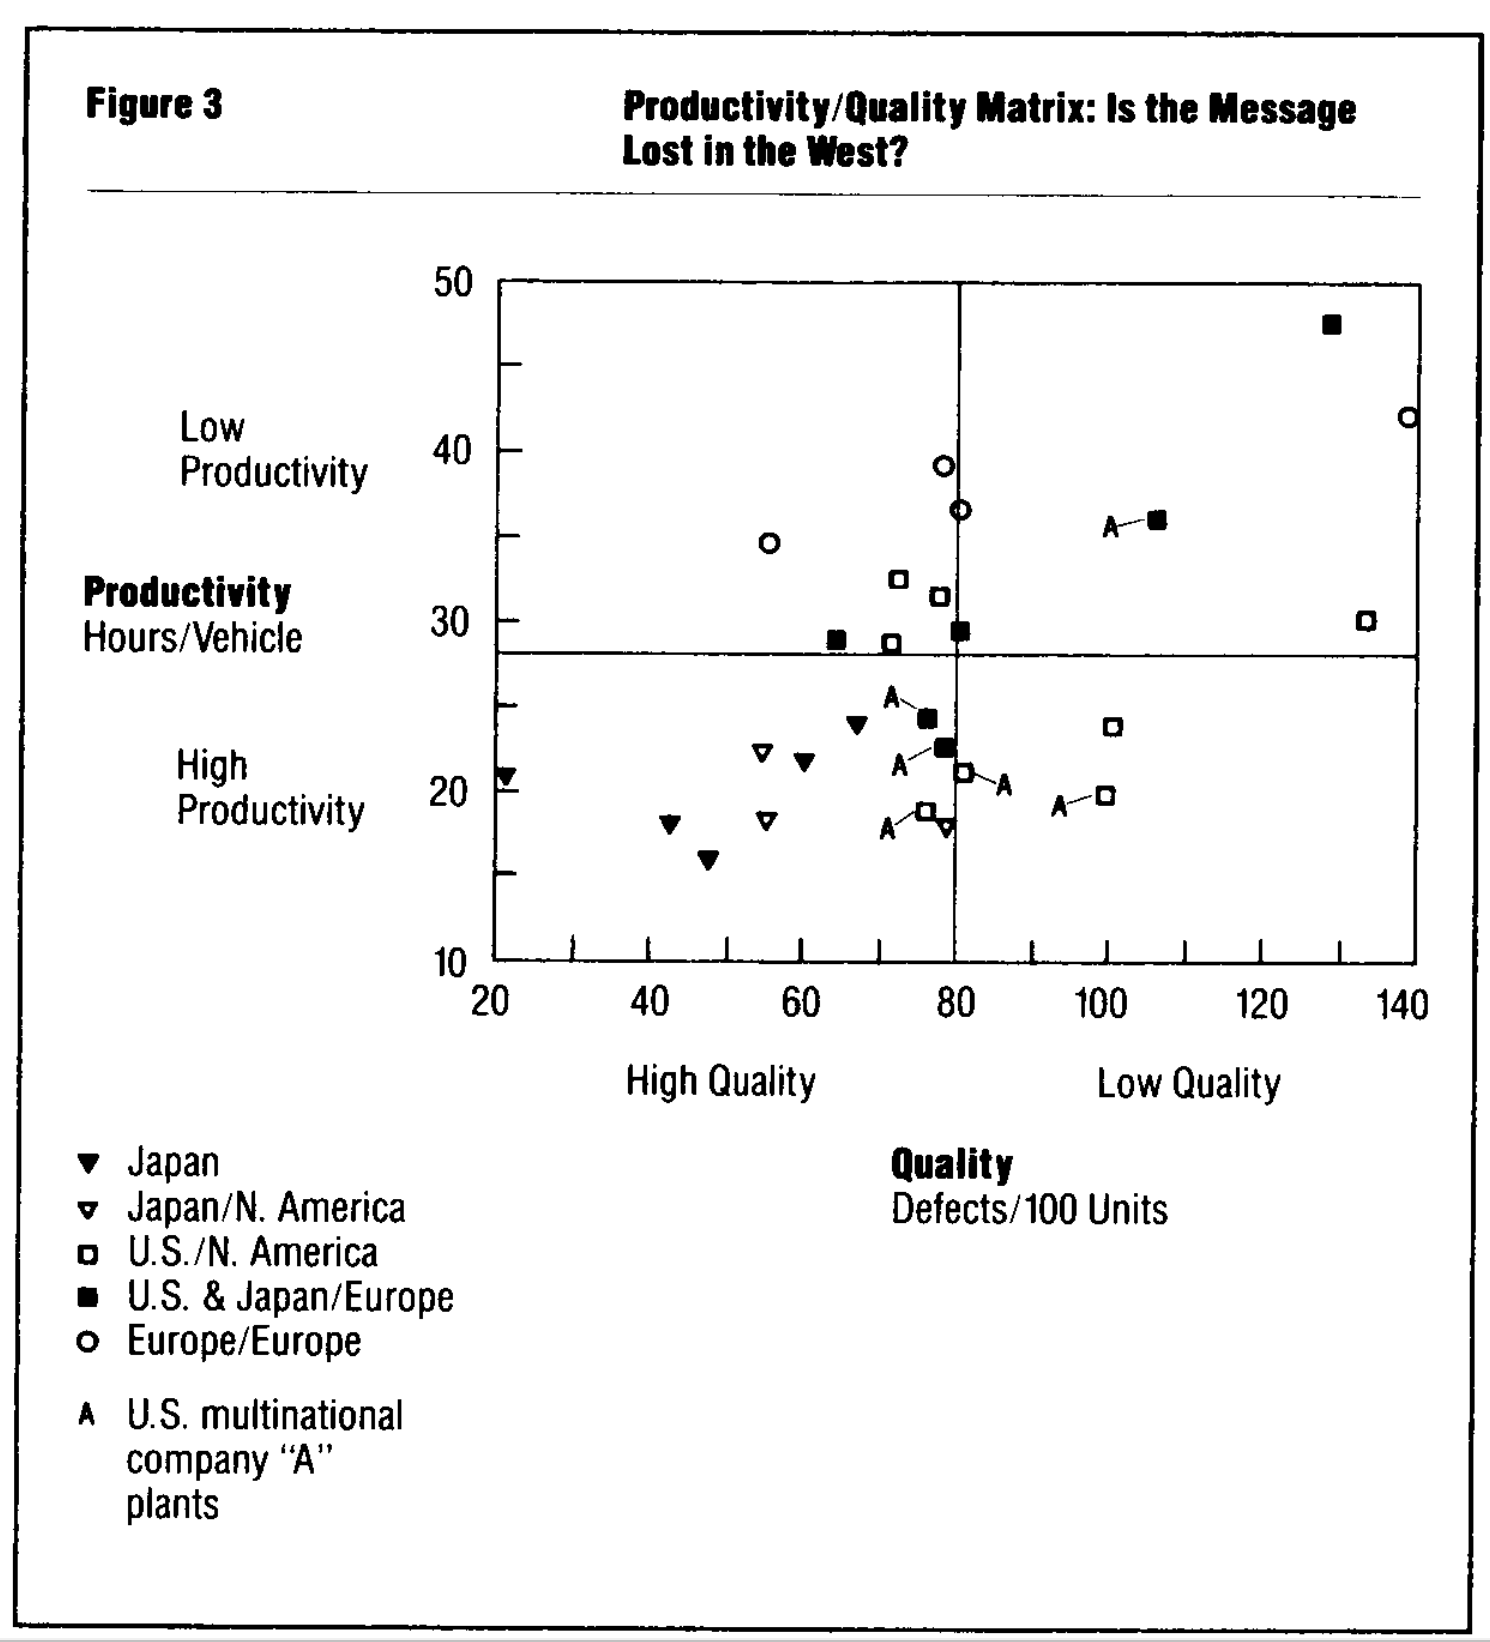 Figure 3
Productivity/Quality Matrix: Is the Message
Lost in the West?
50
Low
Productivity
40
A
Productivity
Hours/Vehicle
30
A
A
High
Productivity
20
A
A
A
10
20 40 60 80 100 120 140
High Quality Low Quality
Quality
Defects/100 Units
Japan
Japan/N. America
U.S./N. America
U.S. & Japan/Europe
Europe/Europe
A U.S. multinational
company “A”
plants